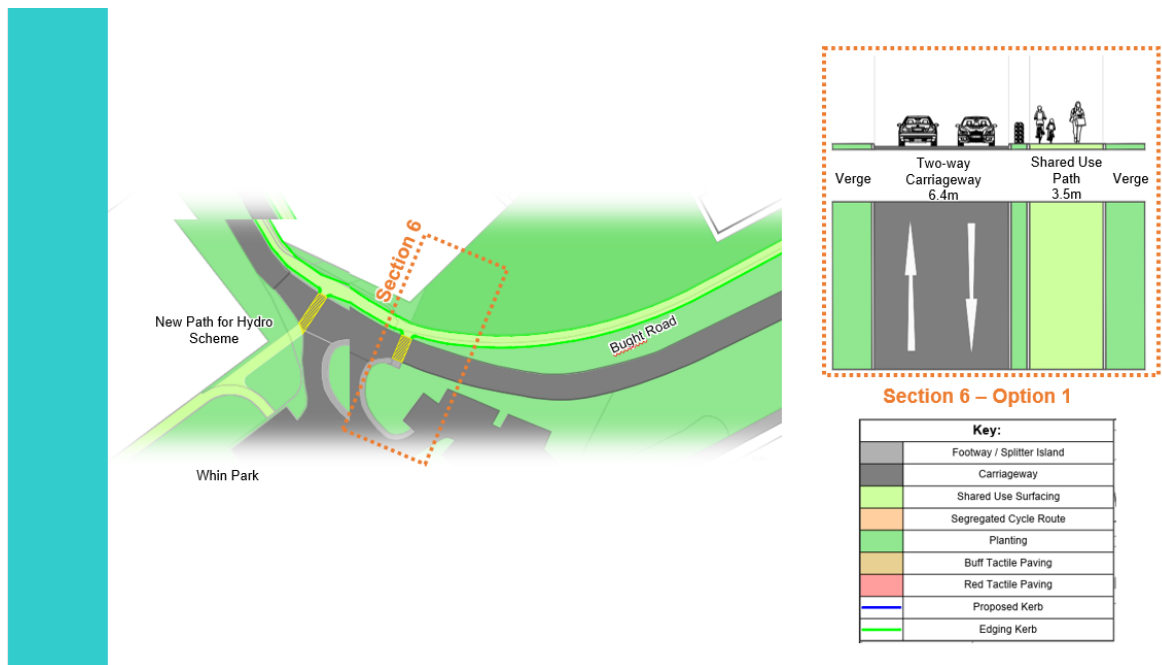 Section 6
New Path for Hydro
Scheme
Bught Road
Whin Park
Verge
Two-way
Carriageway
6.4m
Shared Use
Path
3.5m
Verge
Section 6 – Option 1
Key:
Footway / Splitter Island
Carriageway
Shared Use Surfacing
Segregated Cycle Route
Planting
Buff Tactile Paving
Red Tactile Paving
Proposed Kerb
Edging Kerb